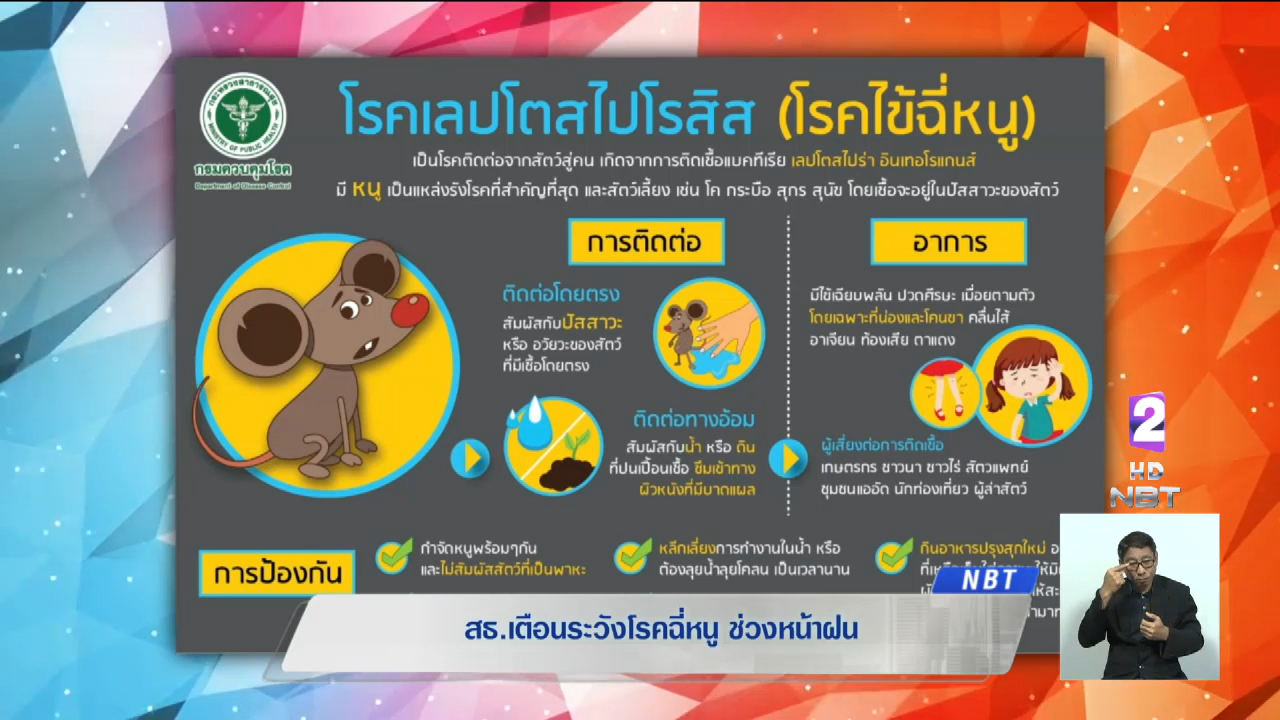 กระทรวงสาธารณสุข
MINISTRY OF PUBLIC HEALTH
กรมควบคุมโรค
Department of Disease Control
โรคเลปโตสไปโรสิส (โรคไข้ฉี่หนู)
เป็นโรคติดต่อจากสัตว์สู่คน เกิดจากการติดเชื้อแบคทีเรีย เลปโตสไปร่า อินเทอโรแกนส์
มี หนู เป็นแหล่งรังโรคที่สำคัญที่สุด และสัตว์เลี้ยง เช่น โค กระบือ สุกร สุนัข โดยเชื้อจะอยู่ในปัสสาวะของสัตว์
การติดต่อ
ติดต่อโดยตรง
สัมผัสกับปัสสาวะ
หรือ อวัยวะของสัตว์
ที่มีเชื้อโดยตรง
ติดต่อทางอ้อม
สัมผัสกับน้ำ หรือ ดิน
ที่ปนเปื้อนเชื้อ ซึมเข้าทาง
ผิวหนังที่มีบาดแผล
อาการ
มีไข้เฉียบพลัน ปวดศีรษะ เมื่อยตามตัว
โดยเฉพาะที่น่องและโคนขา คลื่นไส้
อาเจียน ท้องเสีย ตาแดง
ผู้เสี่ยงต่อการติดเชื้อ
เกษตรกร ชาวนา ชาวไร่ สัตวแพทย์
ชุมชนแออัด นักท่องเที่ยว ผู้ล่าสัตว์
2
HD
NBT
การป้องกัน
กำจัดหนูพร้อมๆกัน
และไม่สัมผัสสัตว์ที่เป็นพาหะ
หลีกเลี่ยงการทำงานในน้ำ หรือ
ต้องลุยน้ำลุยโคลน เป็นเวลานาน
กินอาหารปรุงสุกใหม่
NBT
สธ.เตือนระวังโรคฉี่หนู ช่วงหน้าฝน